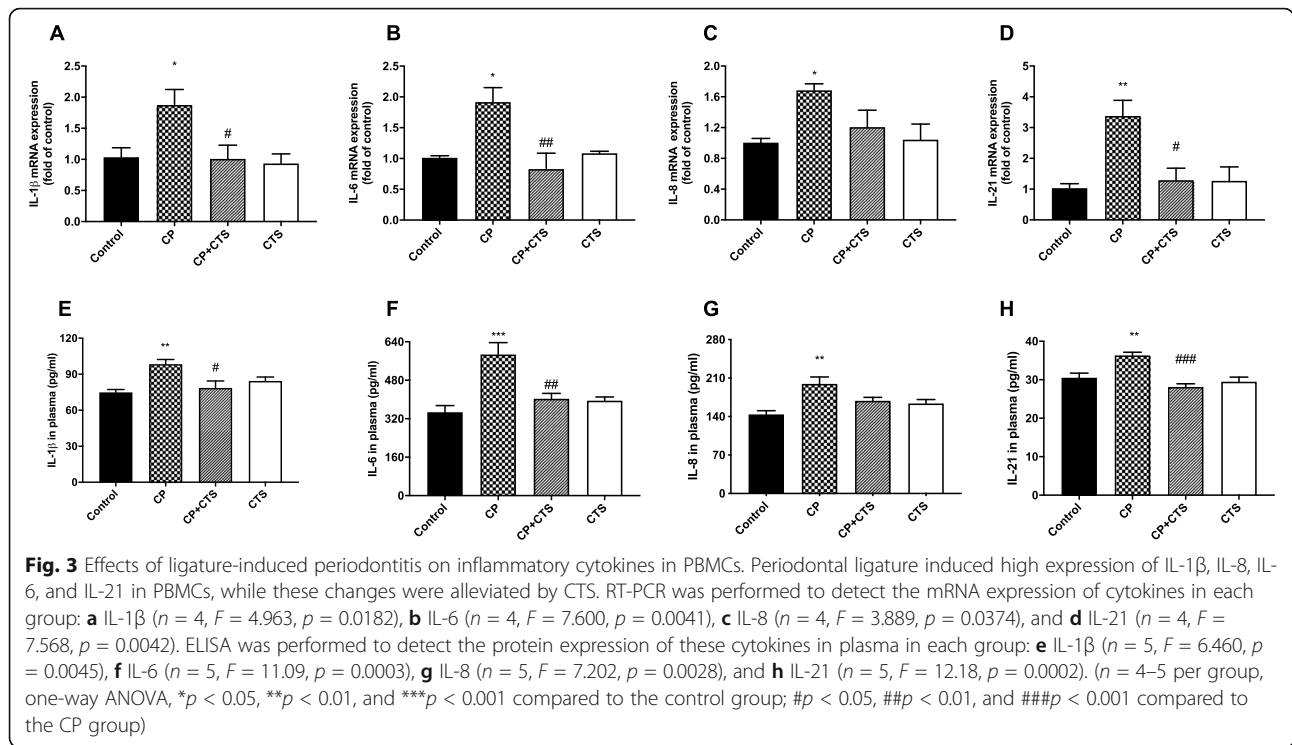 A
IL-1β mRNA expression
(fold of control)
2.5
2.0
1.5
1.0
0.5
0.0
*
#
Control
CP
CP+CTS
CTS
B
IL-6 mRNA expression
(fold of control)
2.5
2.0
1.5
1.0
0.5
0.0
*
##
Control
CP
CP+CTS
CTS
C
IL-8 mRNA expression
(fold of control)
2.0
1.6
1.2
0.8
0.4
0.0
*
Control
CP
CP+CTS
CTS
D
IL-21 mRNA expression
(fold of control)
5
4
3
2
1
0
**
#
Control
CP
CP+CTS
CTS
E
IL-1β in plasma (pg/ml)
120
90
60
30
0
**
#
Control
CP
CP+CTS
CTS
F
IL-6 in plasma (pg/ml)
640
480
320
160
0
***
##
Control
CP
CP+CTS
CTS
G
IL-8 in plasma (pg/ml)
280
210
140
70
0
**
Control
CP
CP+CTS
CTS
H
IL-21 in plasma (pg/ml)
40
30
20
10
0
**
###
Control
CP
CP+CTS
CTS
Fig. 3 Effects of ligature-induced periodontitis on inflammatory cytokines in PBMCs. Periodontal ligature induced high expression of IL-1β, IL-8, IL-
6, and IL-21 in PBMCs, while these changes were alleviated by CTS. RT-PCR was performed to detect the mRNA expression of cytokines in each
group: a IL-1β (n = 4, F = 4.963, p = 0.0182), b IL-6 (n = 4, F = 7.600, p = 0.0041), c IL-8 (n = 4, F = 3.889, p = 0.0374), and d IL-21 (n = 4, F =
7.568, p = 0.0042). ELISA was performed to detect the protein expression of these cytokines in plasma in each group: e IL-1β (n = 5, F = 6.460, p
= 0.0045), f IL-6 (n = 5, F = 11.09, p = 0.0003), g IL-8 (n = 5, F = 7.202, p = 0.0028), and h IL-21 (n = 5, F = 12.18, p = 0.0002). (n = 4–5 per group,
one-way ANOVA, *p < 0.05, **p < 0.01, and ***p < 0.001 compared to the control group; #p < 0.05, ##p < 0.01, and ###p < 0.001 compared to
the CP group)